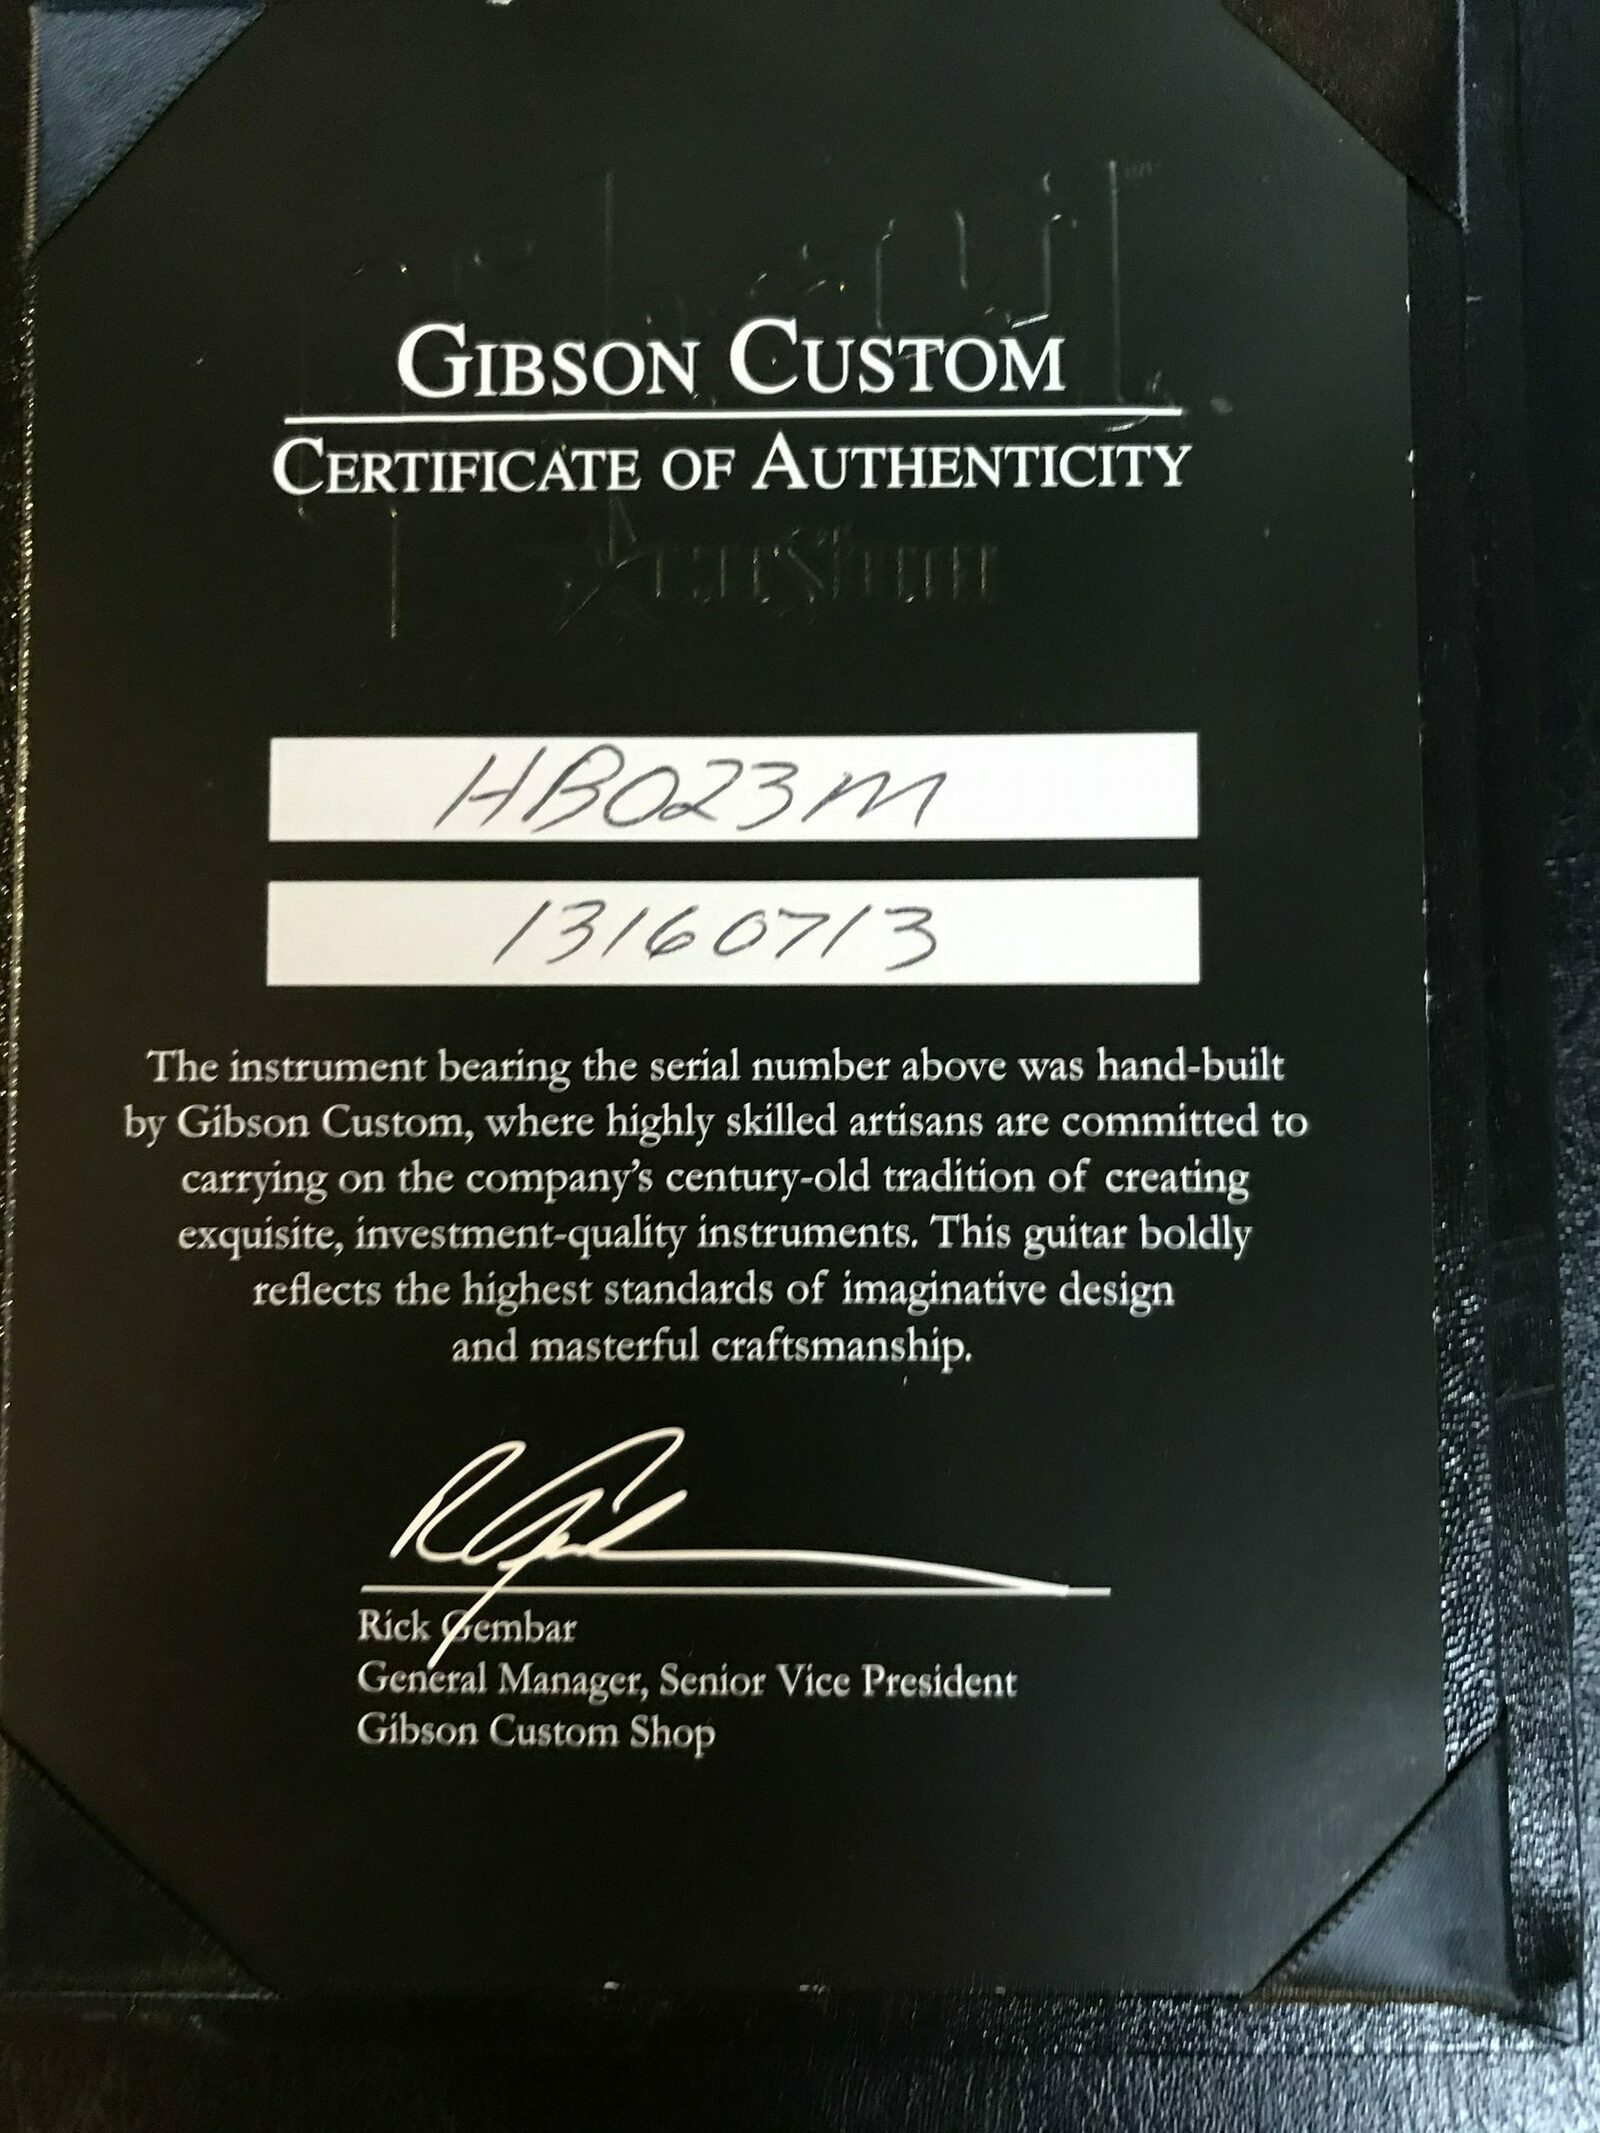 GIBSON CUSTOM
CERTIFICATE OF AUTHENTICITY
HB023M
13160713
The instrument bearing the serial number above was hand-built
by Gibson Custom, where highly skilled artisans are committed to
carrying on the company's century-old tradition of creating
exquisite, investment-quality instruments. This guitar boldly
reflects the highest standards of imaginative design
and masterful craftsmanship.
Rick Gembar
General Manager, Senior Vice President
Gibson Custom Shop